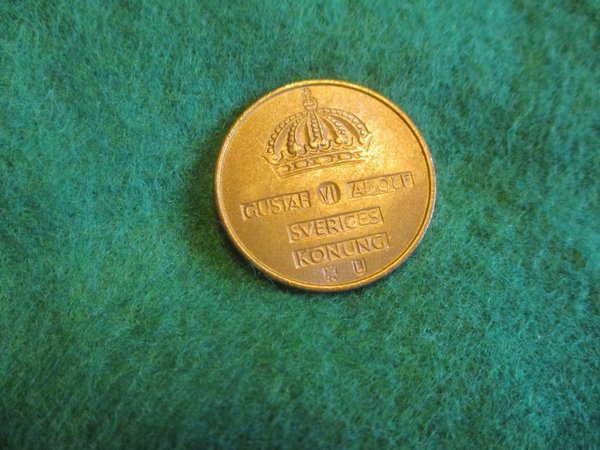 GUSTAF VI ADOLF
SVERIGES
KONUNG
U